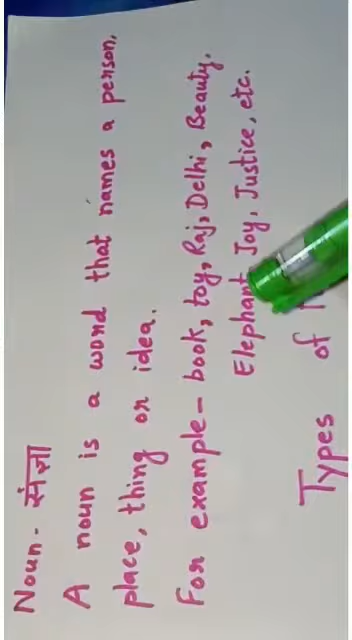 Noun - संज्ञा
A noun is a word that names a person,
place, thing or idea.
For example - book, toy, Raj, Delhi, Beauty,
Elephant, Joy, Justice, etc.
Types of